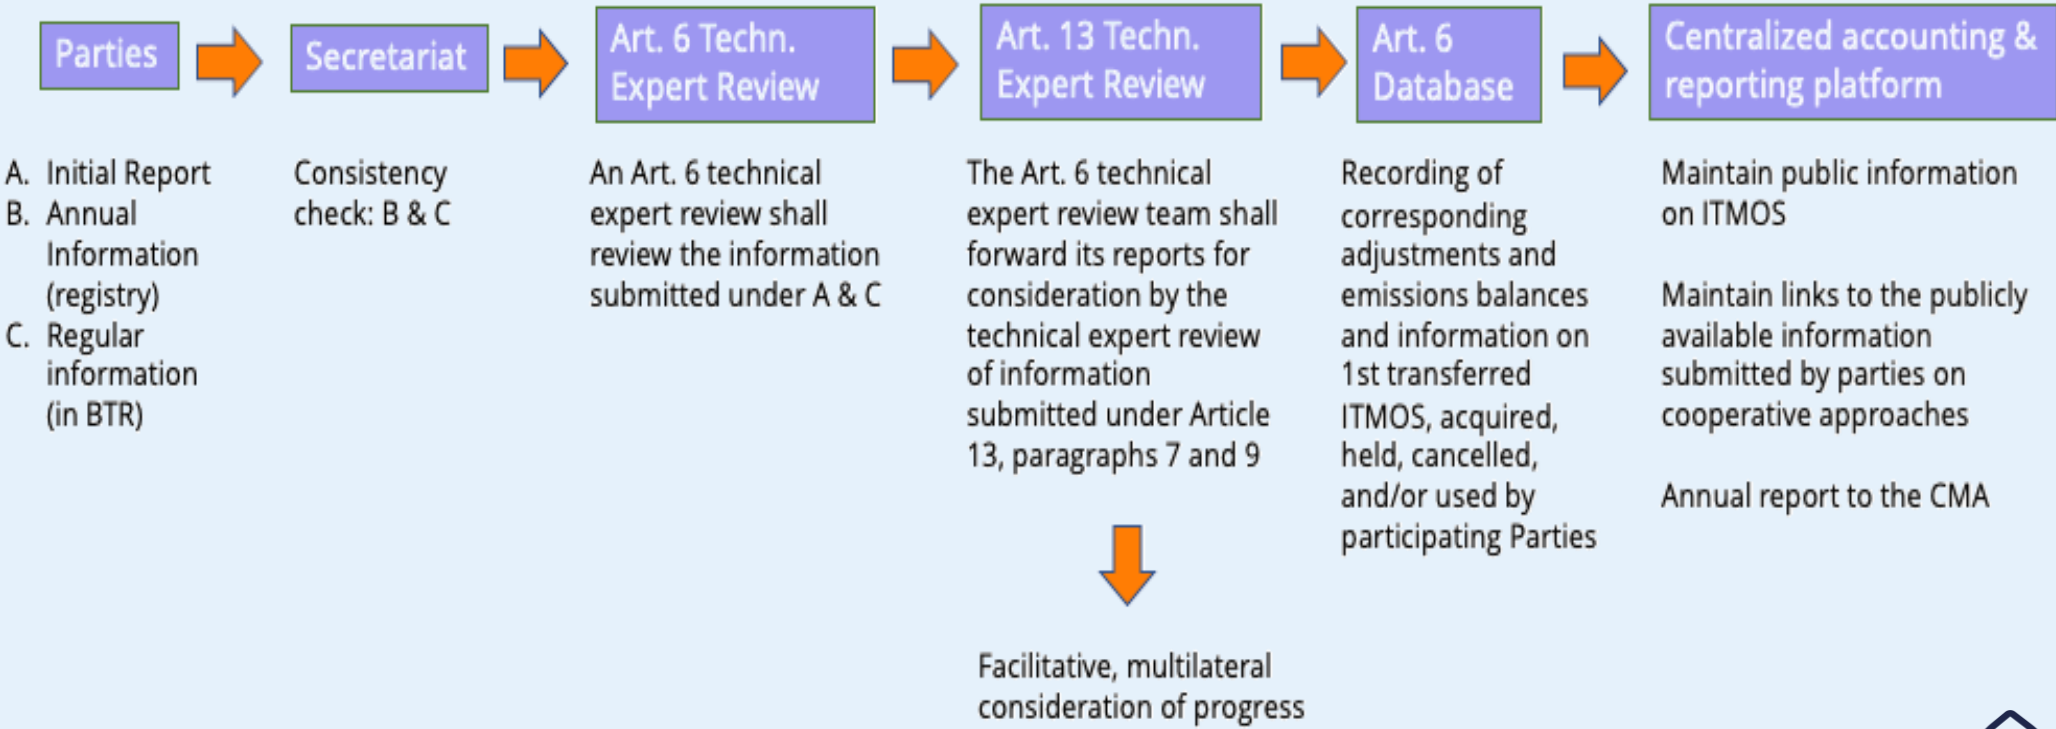 Parties
Secretariat
Art. 6 Techn.
Expert Review
Art. 13 Techn.
Expert Review
Art. 6
Database
Centralized accounting &
reporting platform
A. Initial Report
B. Annual
Information
(registry)
C. Regular
information
(in BTR)
Consistency
check: B & C
An Art. 6 technical
expert review shall
review the information
submitted under A & C
The Art. 6 technical
expert review team shall
forward its reports for
consideration by the
technical expert review
of information
submitted under Article
13, paragraphs 7 and 9
Facilitative, multilateral
consideration of progress
Recording of
corresponding
adjustments and
emissions balances
and information on
1st transferred
ITMOS, acquired,
held, cancelled,
and/or used by
participating Parties
Maintain public information
on ITMOS
Maintain links to the publicly
available information
submitted by parties on
cooperative approaches
Annual report to the CMA